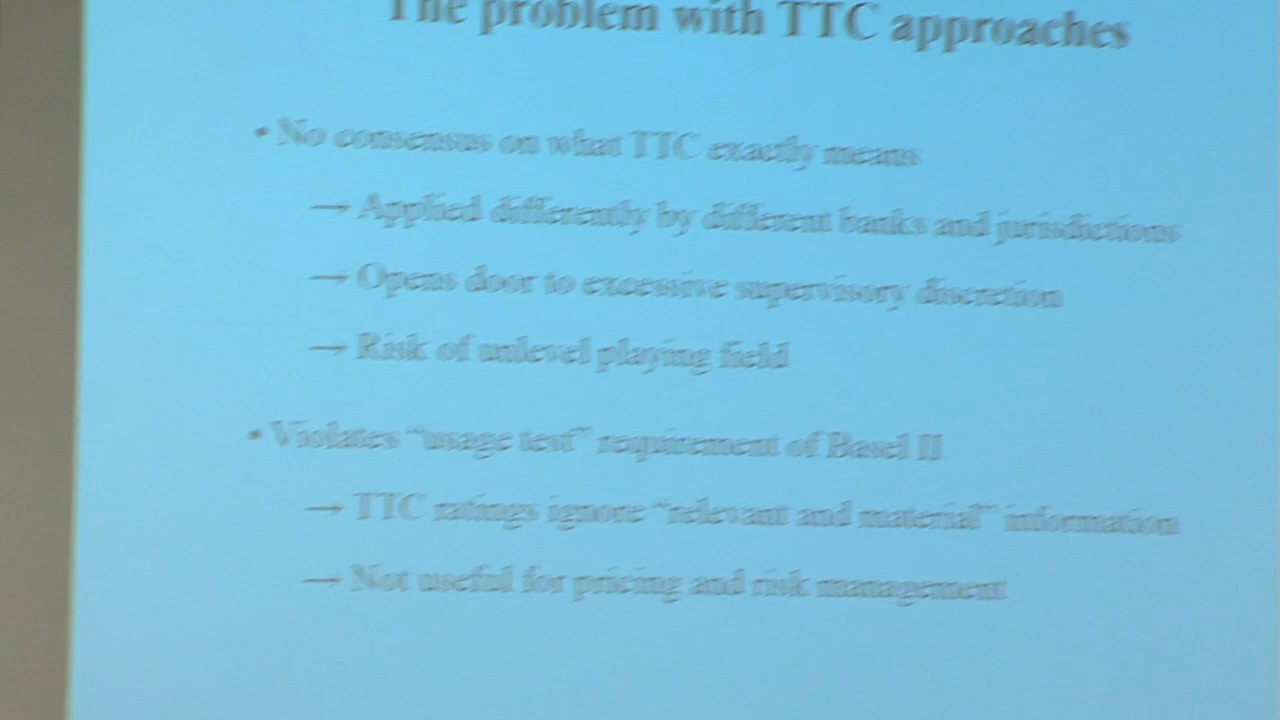 The problem with TTC approaches
• No consensus on what TTC exactly means
→ Applied differently by different banks and jurisdictions
→ Opens door to excessive supervisory discretion
→ Risk of unlevel playing field
• Violates “usage test” requirement of Basel II
→ TTC ratings ignore “relevant and material” information
→ Not useful for pricing and risk management